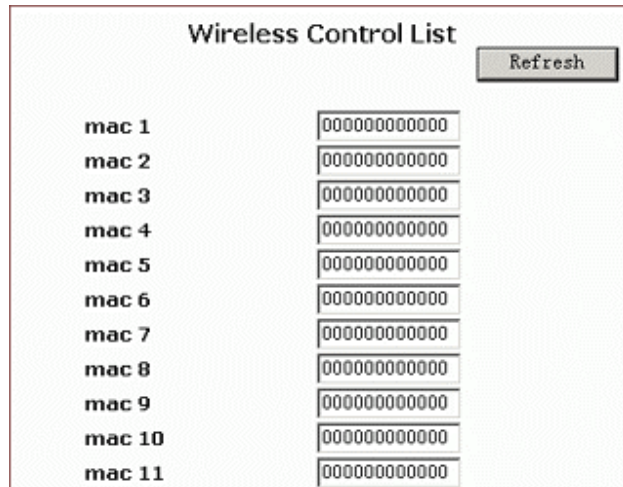 Wireless Control List
Refresh
mac 1 000000000000
mac 2 000000000000
mac 3 000000000000
mac 4 000000000000
mac 5 000000000000
mac 6 000000000000
mac 7 000000000000
mac 8 000000000000
mac 9 000000000000
mac 10 000000000000
mac 11 000000000000